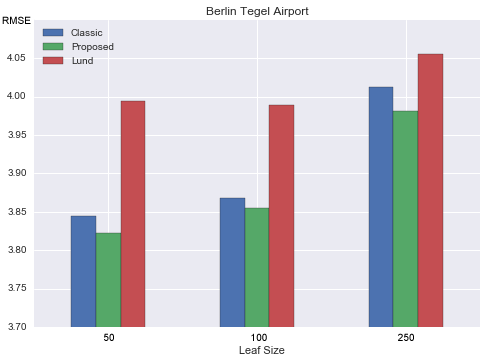 Berlin Tegel Airport
RMSE
Classic
Proposed
Lund
4.05
4.00
3.95
3.90
3.85
3.80
3.75
3.70
50 100 250
Leaf Size